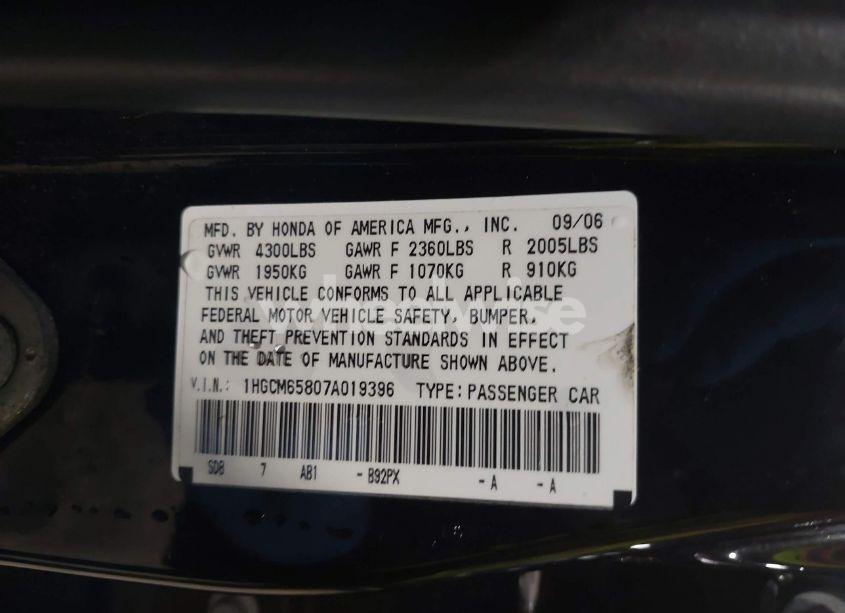 MFD. BY HONDA OF AMERICA MFG., INC. 09/06
GVWR 4300LBS GAWR F 2360LBS R 2005LBS
GVWR 1950KG GAWR F 1070KG R 910KG
THIS VEHICLE CONFORMS TO ALL APPLICABLE
FEDERAL MOTOR VEHICLE SAFETY, BUMPER,
AND THEFT PREVENTION STANDARDS IN EFFECT
ON THE DATE OF MANUFACTURE SHOWN ABOVE.
V.I.N.: 1HGCM65807A019396 TYPE: PASSENGER CAR
SDB 7 AB1 - B92PX - A - A